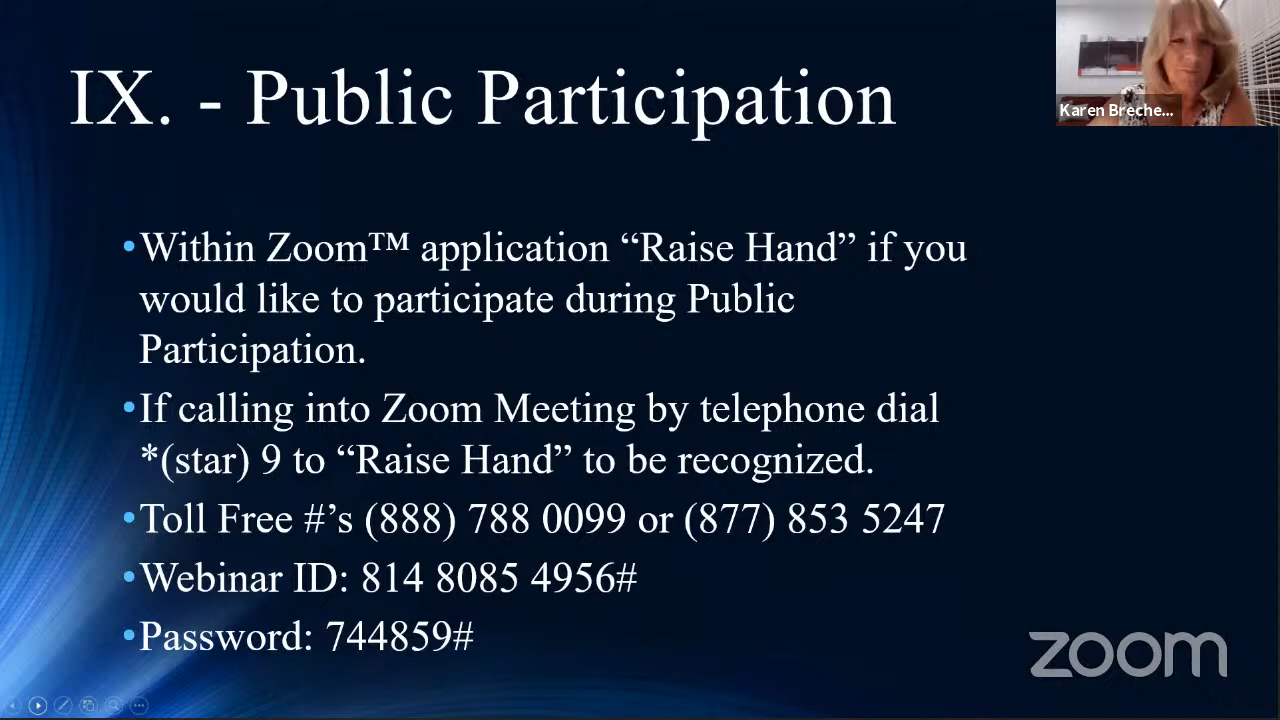 IX. - Public Participation
Karen Breche...
•Within Zoom™ application “Raise Hand” if you
would like to participate during Public
Participation.
•If calling into Zoom Meeting by telephone dial
*(star) 9 to “Raise Hand” to be recognized.
•Toll Free #’s (888) 788 0099 or (877) 853 5247
•Webinar ID: 814 8085 4956#
•Password: 744859#
zoom